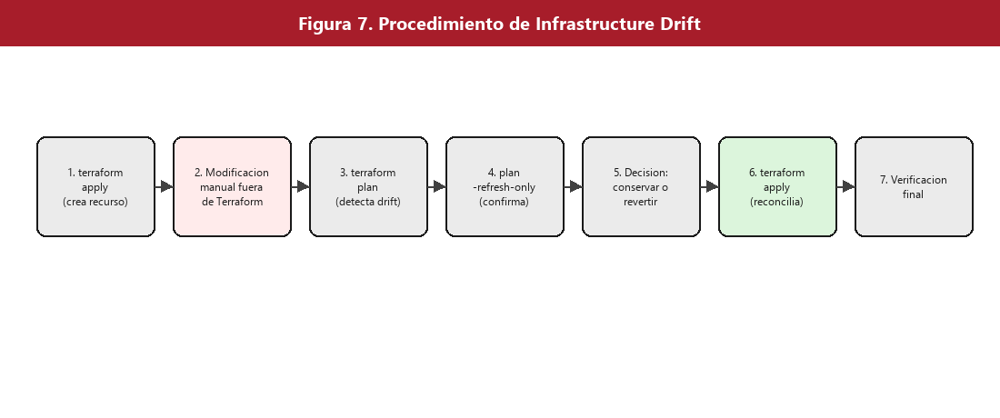 Figura 7. Procedimiento de Infrastructure Drift
1. terraform
apply
(crea recurso)
2. Modificacion
manual fuera
de Terraform
3. terraform
plan
(detecta drift)
4. plan
-refresh-only
(confirma)
5. Decision:
conservar o
revertir
6. terraform
apply
(reconcilia)
7. Verificacion
final